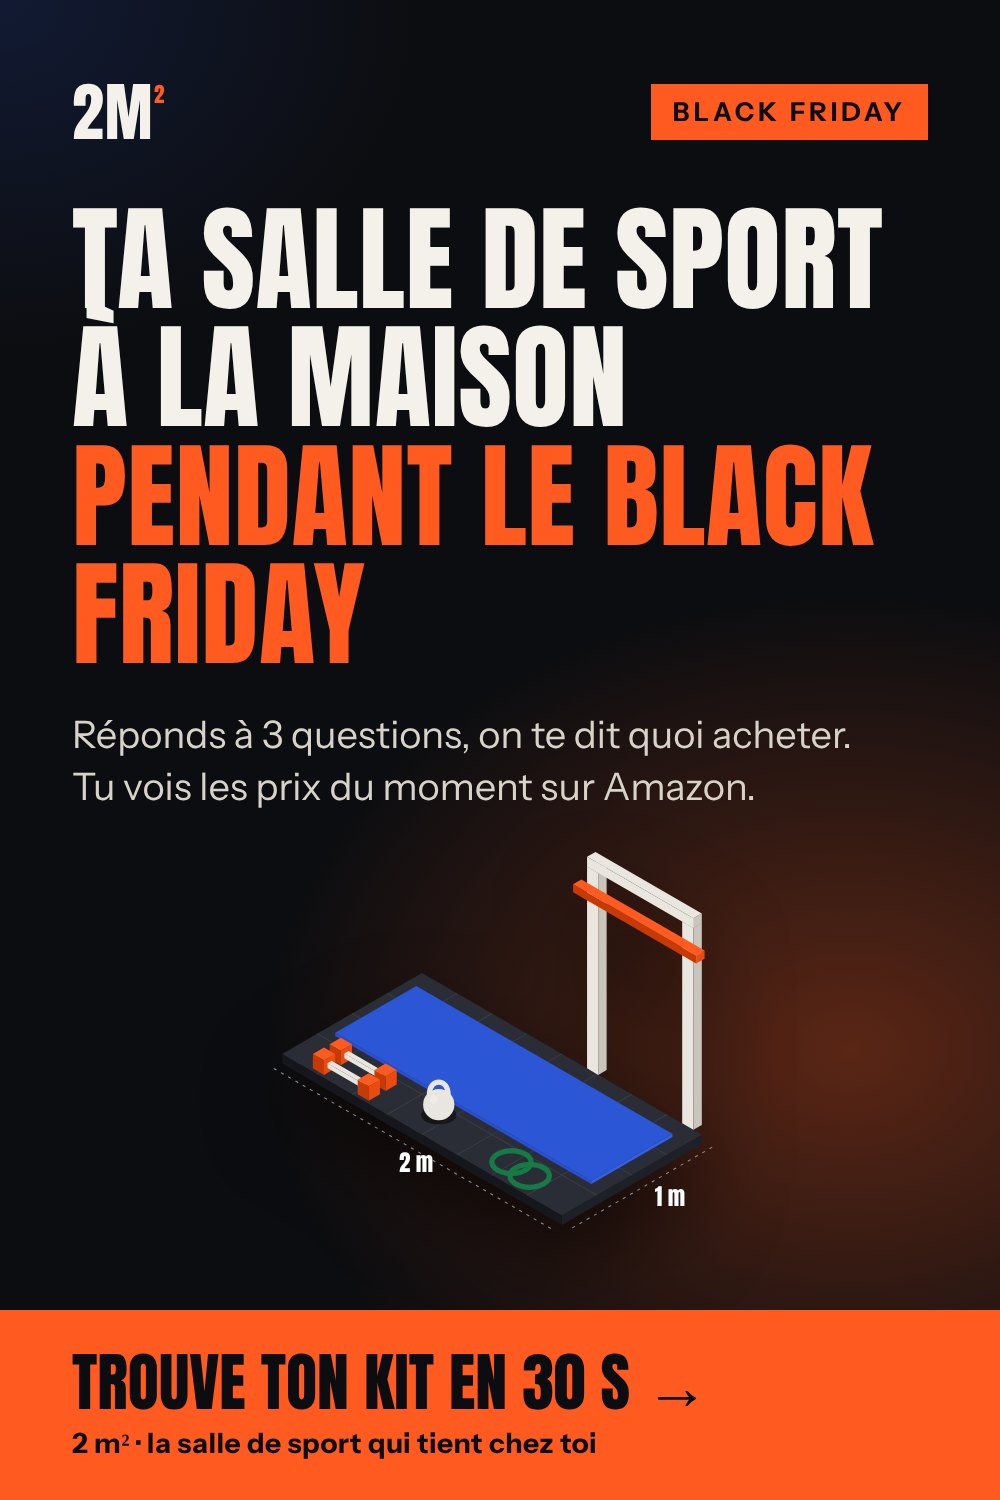 2M²
BLACK FRIDAY
TA SALLE DE SPORT
À LA MAISON
PENDANT LE BLACK
FRIDAY
Réponds à 3 questions, on te dit quoi acheter.
Tu vois les prix du moment sur Amazon.
2 m
1 m
TROUVE TON KIT EN 30 S →
2 m² · la salle de sport qui tient chez toi